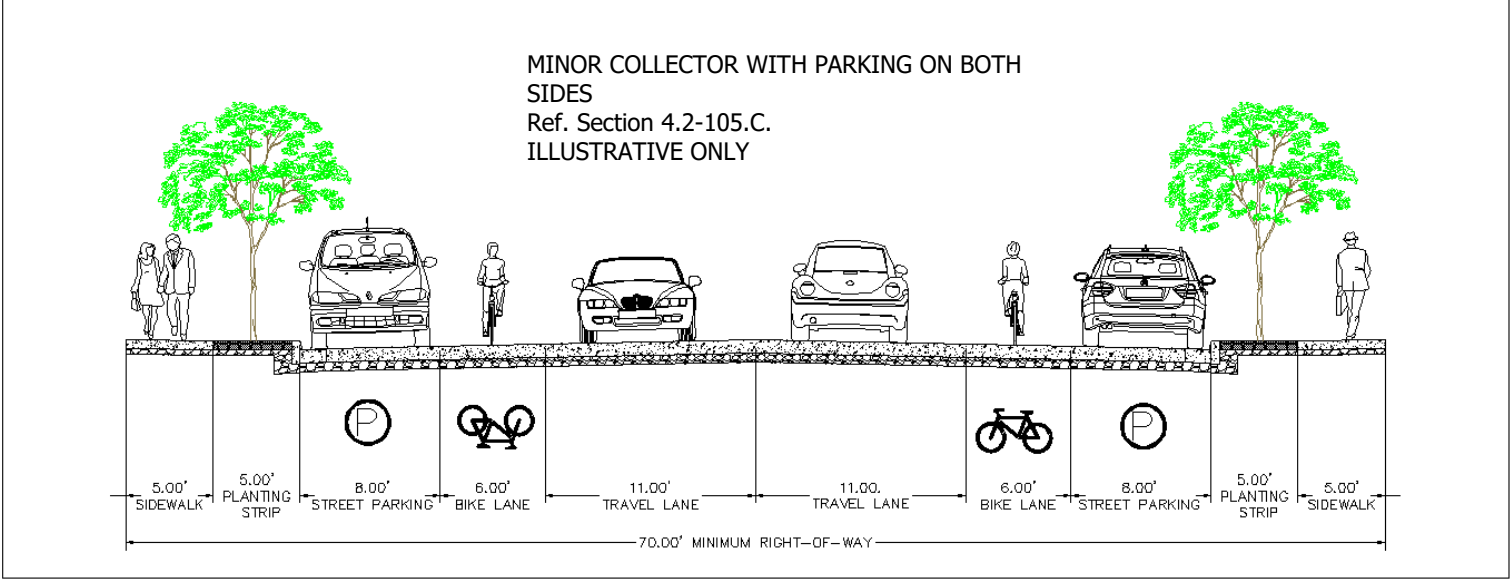 MINOR COLLECTOR WITH PARKING ON BOTH
SIDES
Ref. Section 4.2-105.C.
ILLUSTRATIVE ONLY
P
P
5.00'
SIDEWALK
5.00'
PLANTING
STRIP
8.00'
STREET PARKING
6.00'
BIKE LANE
11.00'
TRAVEL LANE
11.00.
TRAVEL LANE
6.00'
BIKE LANE
8.00'
STREET PARKING
5.00'
PLANTING
STRIP
5.00'
SIDEWALK
70.00' MINIMUM RIGHT-OF-WAY